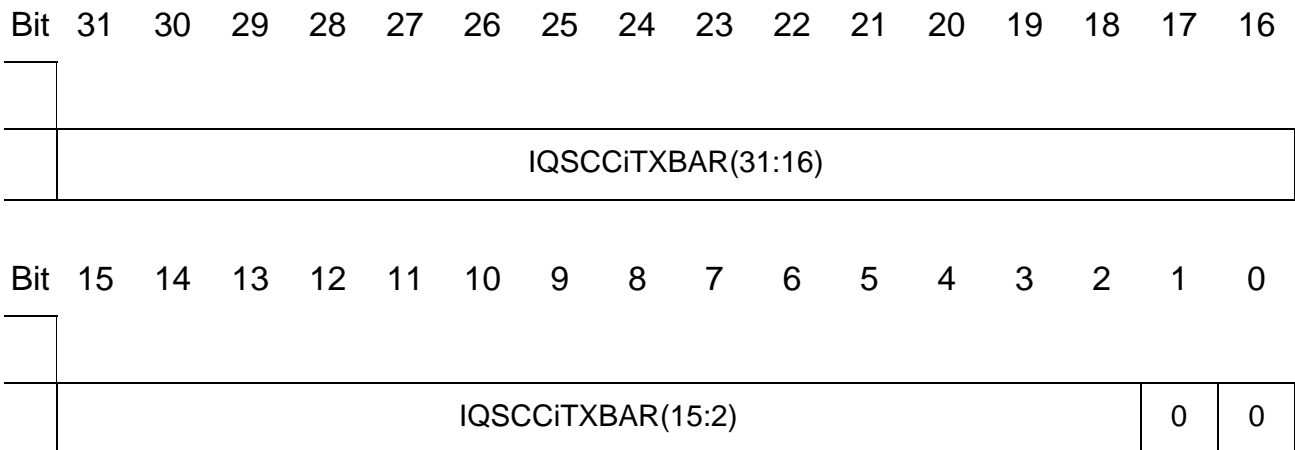 Bit 31 30 29 28 27 26 25 24 23 22 21 20 19 18 17 16
IQSCCiTXBAR(31:16)
Bit 15 14 13 12 11 10 9 8 7 6 5 4 3 2 1 0
IQSCCiTXBAR(15:2) 0 0